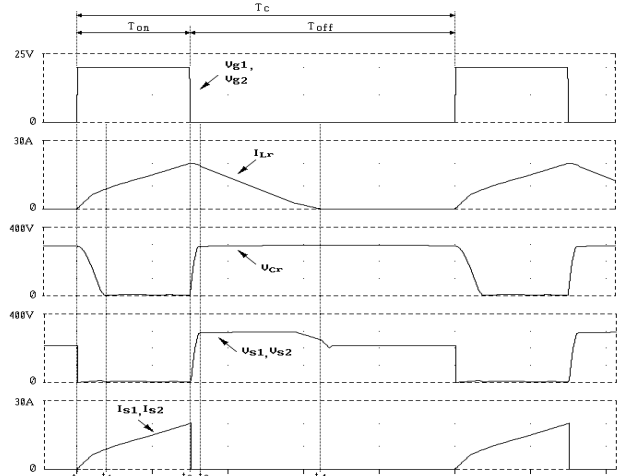 Tc
Ton Toff
25V
Vg1,
Vg2
0
30A
ILr
0
400V
VCr
0
400V
Vs1,Vs2
0
30A
Is1,Is2
0